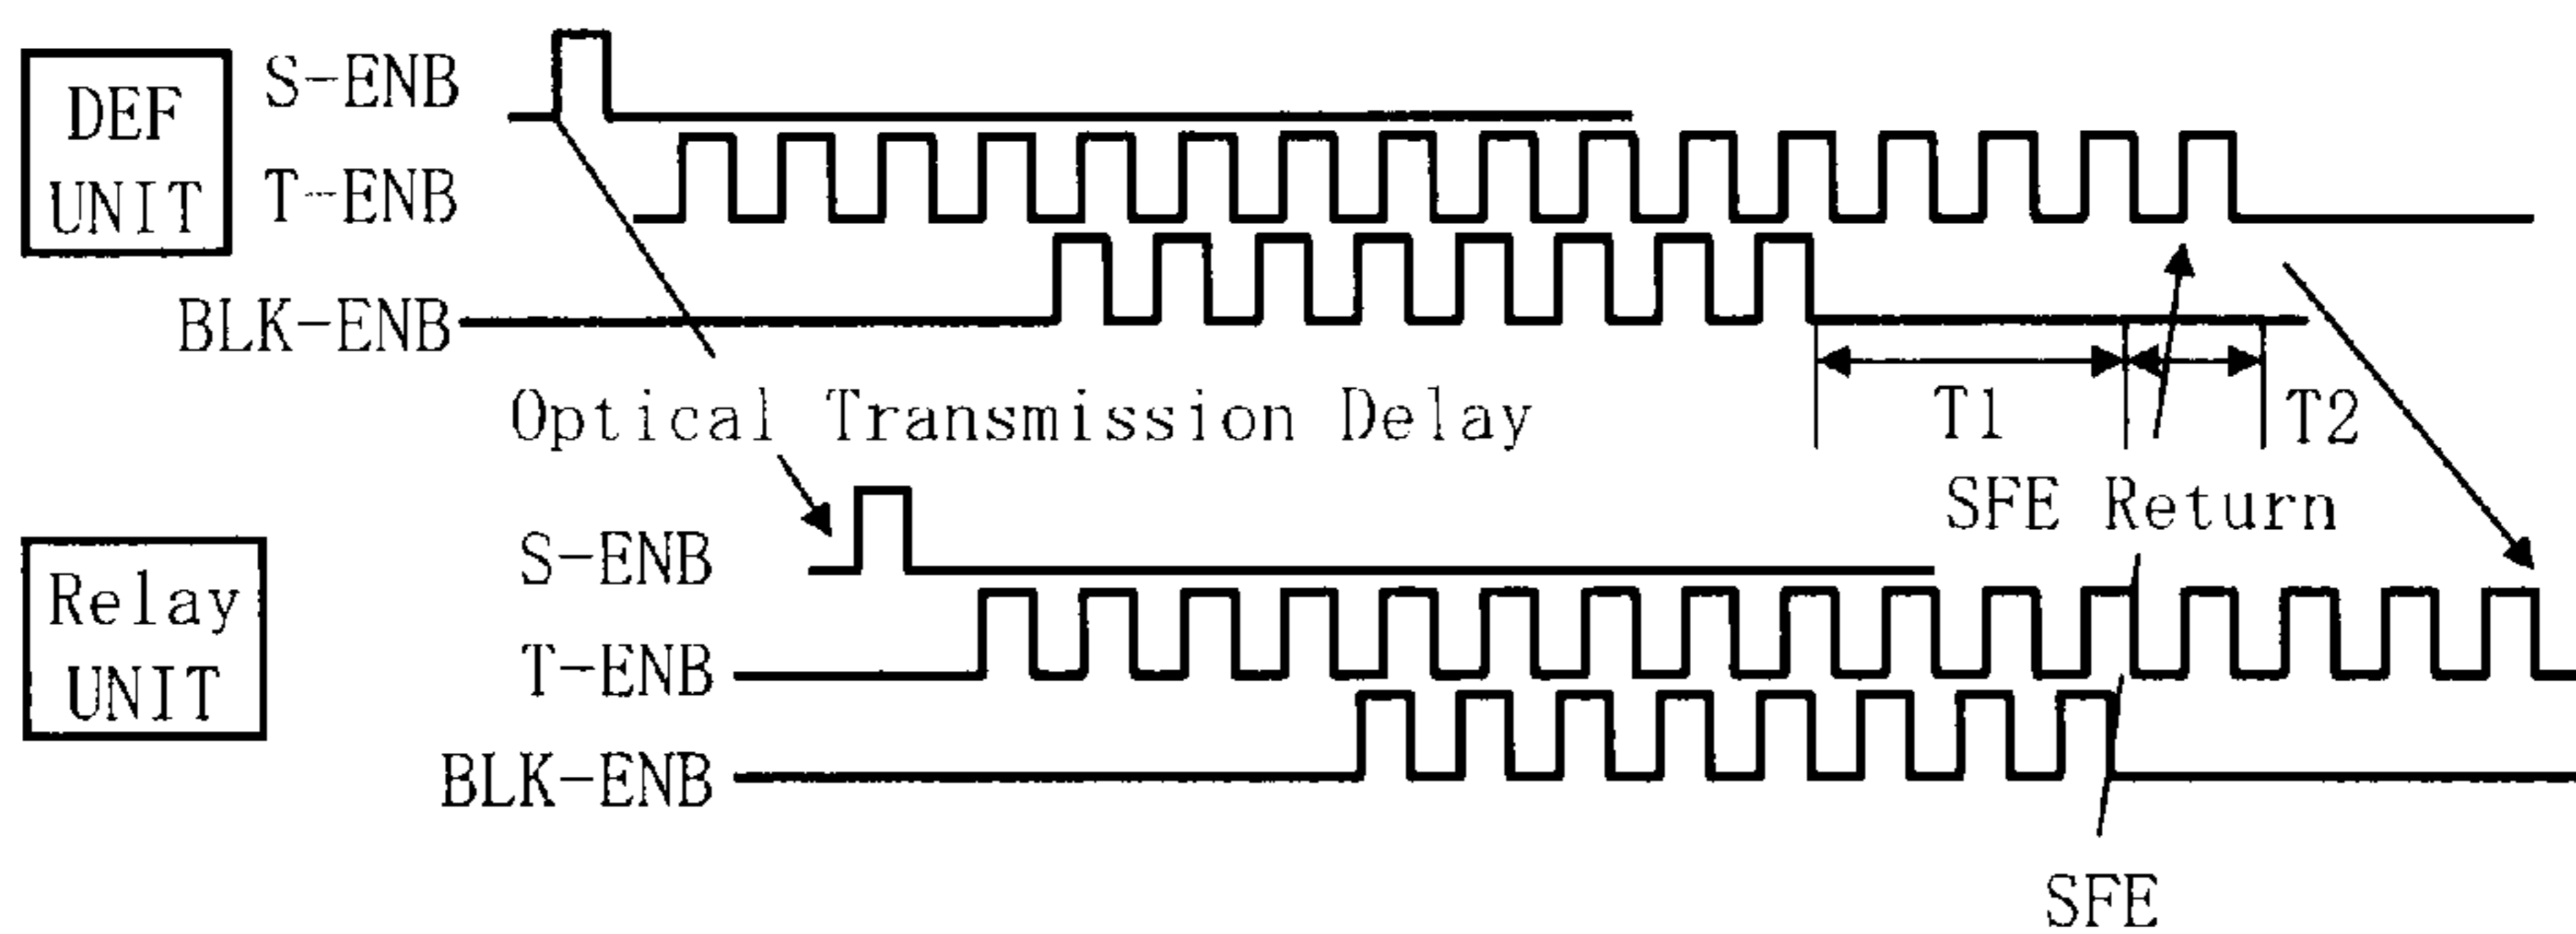 DEF
UNIT
S-ENB
T-ENB
BLK-ENB
Optical Transmission Delay
T1
T2
SFE Return
Relay
UNIT
S-ENB
T-ENB
BLK-ENB
SFE